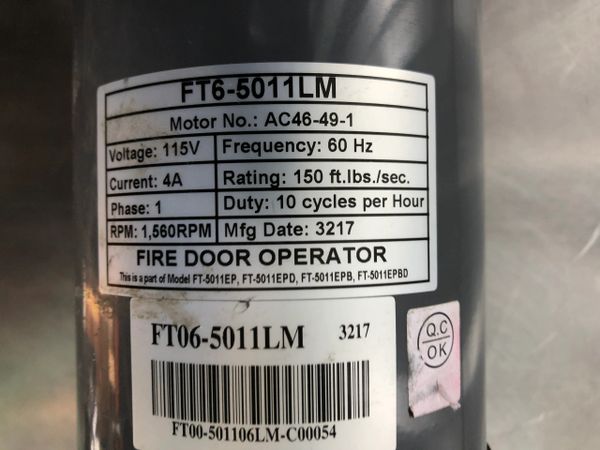 FT6-5011LM
Motor No.: AC46-49-1
Voltage: 115V Frequency: 60 Hz
Current: 4A Rating: 150 ft.lbs./sec.
Phase: 1 Duty: 10 cycles per Hour
RPM: 1,560RPM Mfg Date: 3217
FIRE DOOR OPERATOR
This is a part of Model FT-5011EP, FT-5011EPD, FT-5011EPB, FT-5011EPBD
FT06-5011LM 3217
FT00-501106LM-C00054
Q.C
OK